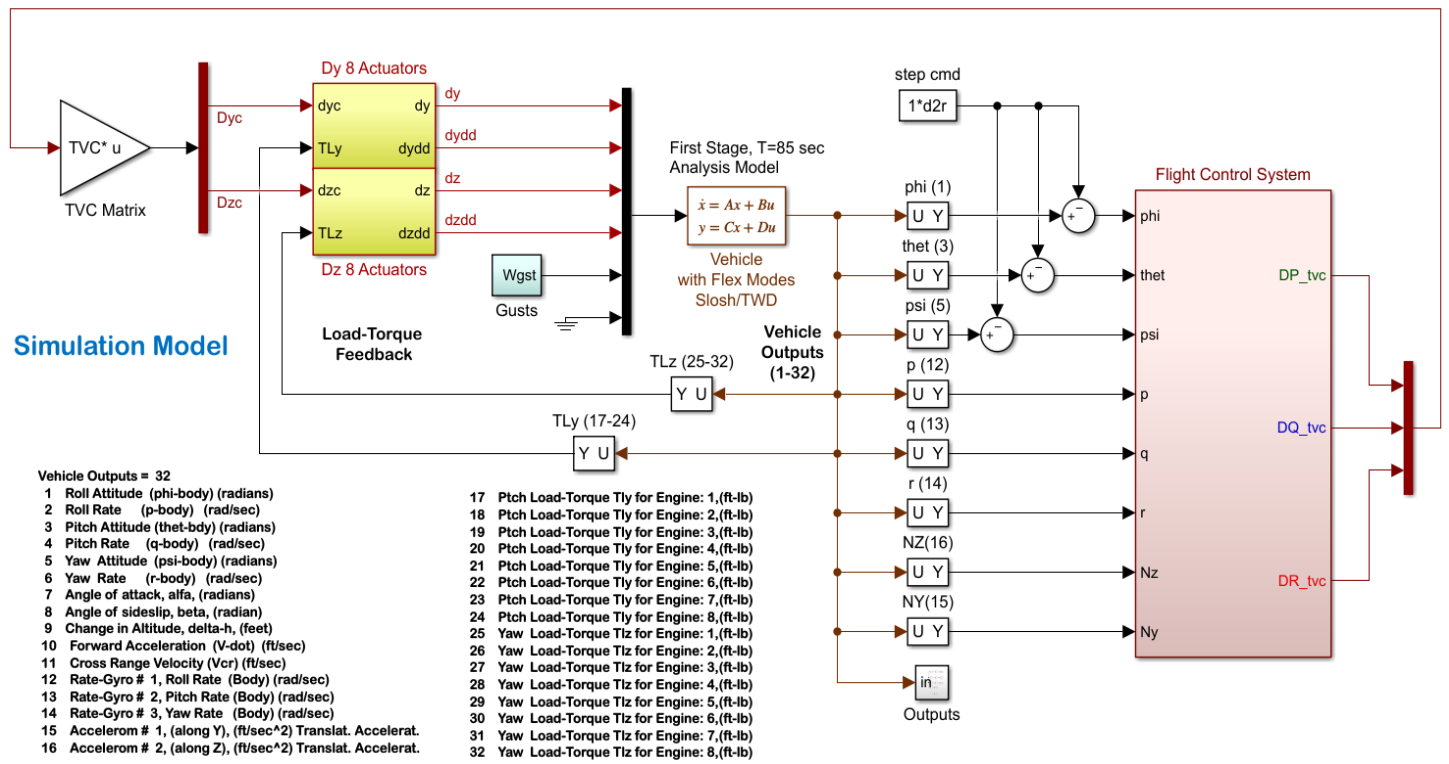 Dy 8 Actuators
step cmd
1*d2r
dyc
dy
dy
Dyc
TVC* u
TLy
dydd
dydd
First Stage, T=85 sec
Analysis Model
Flight Control System
dzc
dz
dz
Dzc
TVC Matrix
TLz
dzdd
dzdd
ẋ = Ax + Bu
y = Cx + Du
phi (1)
U Y
+
−
phi
Dz 8 Actuators
Vehicle
with Flex Modes
Slosh/TWD
thet (3)
U Y
+
−
thet
DP_tvc
Wgst
Gusts
psi (5)
U Y
+
−
psi
Simulation Model
Load-Torque
Feedback
Vehicle
Outputs
(1-32)
TLz (25-32)
Y U
p (12)
U Y
p
TLy (17-24)
Y U
q (13)
U Y
q
DQ_tvc
r (14)
U Y
r
NZ(16)
U Y
Nz
DR_tvc
NY(15)
U Y
Ny
in
Outputs
Vehicle Outputs = 32
1 Roll Attitude (phi-body) (radians)
2 Roll Rate (p-body) (rad/sec)
3 Pitch Attitude (thet-bdy) (radians)
4 Pitch Rate (q-body) (rad/sec)
5 Yaw Attitude (psi-body) (radians)
6 Yaw Rate (r-body) (rad/sec)
7 Angle of attack, alfa, (radians)
8 Angle of sideslip, beta, (radian)
9 Change in Altitude, delta-h, (feet)
10 Forward Acceleration (V-dot) (ft/sec)
11 Cross Range Velocity (Vcr) (ft/sec)
12 Rate-Gyro # 1, Roll Rate (Body) (rad/sec)
13 Rate-Gyro # 2, Pitch Rate (Body) (rad/sec)
14 Rate-Gyro # 3, Yaw Rate (Body) (rad/sec)
15 Accelerom # 1, (along Y), (ft/sec^2) Translat. Accelerat.
16 Accelerom # 2, (along Z), (ft/sec^2) Translat. Accelerat.
17 Ptch Load-Torque Tly for Engine: 1,(ft-lb)
18 Ptch Load-Torque Tly for Engine: 2,(ft-lb)
19 Ptch Load-Torque Tly for Engine: 3,(ft-lb)
20 Ptch Load-Torque Tly for Engine: 4,(ft-lb)
21 Ptch Load-Torque Tly for Engine: 5,(ft-lb)
22 Ptch Load-Torque Tly for Engine: 6,(ft-lb)
23 Ptch Load-Torque Tly for Engine: 7,(ft-lb)
24 Ptch Load-Torque Tly for Engine: 8,(ft-lb)
25 Yaw Load-Torque Tlz for Engine: 1,(ft-lb)
26 Yaw Load-Torque Tlz for Engine: 2,(ft-lb)
27 Yaw Load-Torque Tlz for Engine: 3,(ft-lb)
28 Yaw Load-Torque Tlz for Engine: 4,(ft-lb)
29 Yaw Load-Torque Tlz for Engine: 5,(ft-lb)
30 Yaw Load-Torque Tlz for Engine: 6,(ft-lb)
31 Yaw Load-Torque Tlz for Engine: 7,(ft-lb)
32 Yaw Load-Torque Tlz for Engine: 8,(ft-lb)